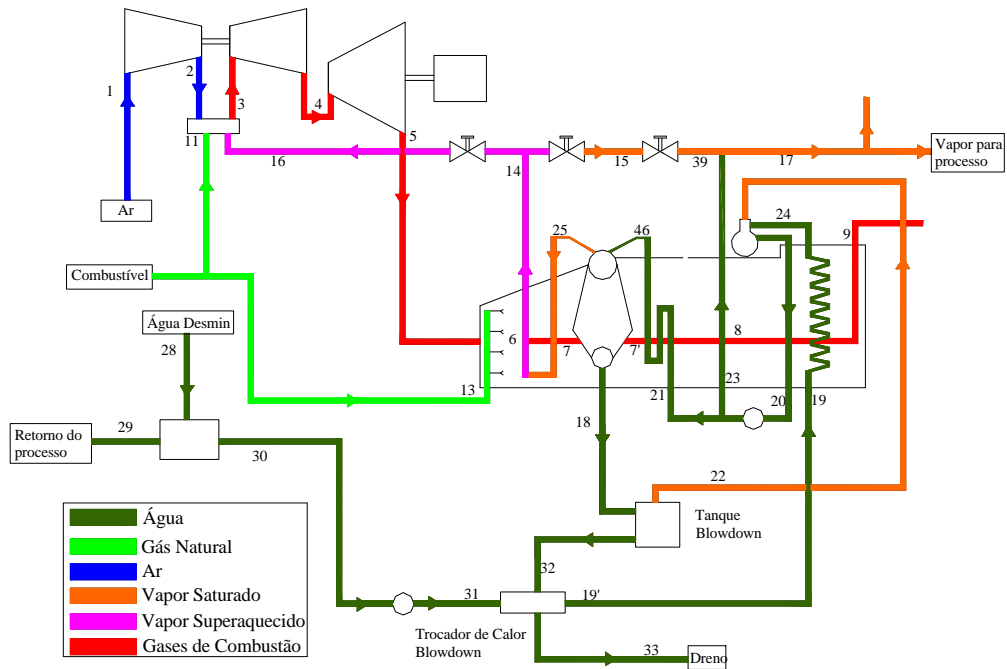 1
2
3
4
5
11
16
14
15
39
17
Vapor para
processo
Ar
25
46
24
9
Combustível
Água Desmin
28
6
7
7'
8
13
21
23
20
19
18
29
Retorno do
processo
30
22
Água
Gás Natural
Ar
Vapor Saturado
Vapor Superaquecido
Gases de Combustão
Tanque
Blowdown
32
31
19'
Trocador de Calor
Blowdown
33
Dreno